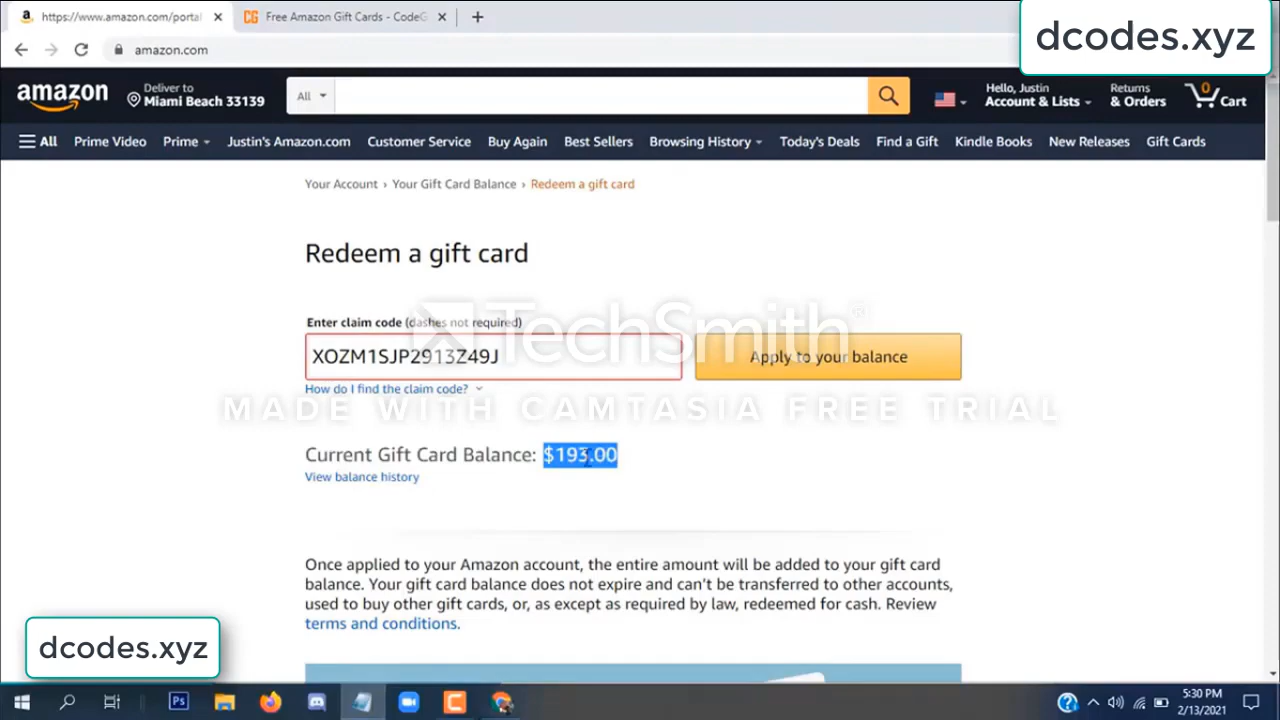 https://www.amazon.com/portal
Free Amazon Gift Cards - CodeG
dcodes.xyz
amazon.com
amazon
Deliver to
Miami Beach 33139
All
Hello, Justin
Account & Lists
Returns
& Orders
0
Cart
All
Prime Video
Prime
Justin's Amazon.com
Customer Service
Buy Again
Best Sellers
Browsing History
Today's Deals
Find a Gift
Kindle Books
New Releases
Gift Cards
Your Account › Your Gift Card Balance › Redeem a gift card
Redeem a gift card
Enter claim code (dashes not required)
TechSmith®
XOZM1SJP2913Z49J
Apply to your balance
How do I find the claim code?
MADE WITH CAMTASIA FREE TRIAL
Current Gift Card Balance: $193.00
View balance history
Once applied to your Amazon account, the entire amount will be added to your gift card
balance. Your gift card balance does not expire and can't be transferred to other accounts,
used to buy other gift cards, or, as except as required by law, redeemed for cash. Review
terms and conditions.
dcodes.xyz
Ps
5:30 PM
2/13/2021